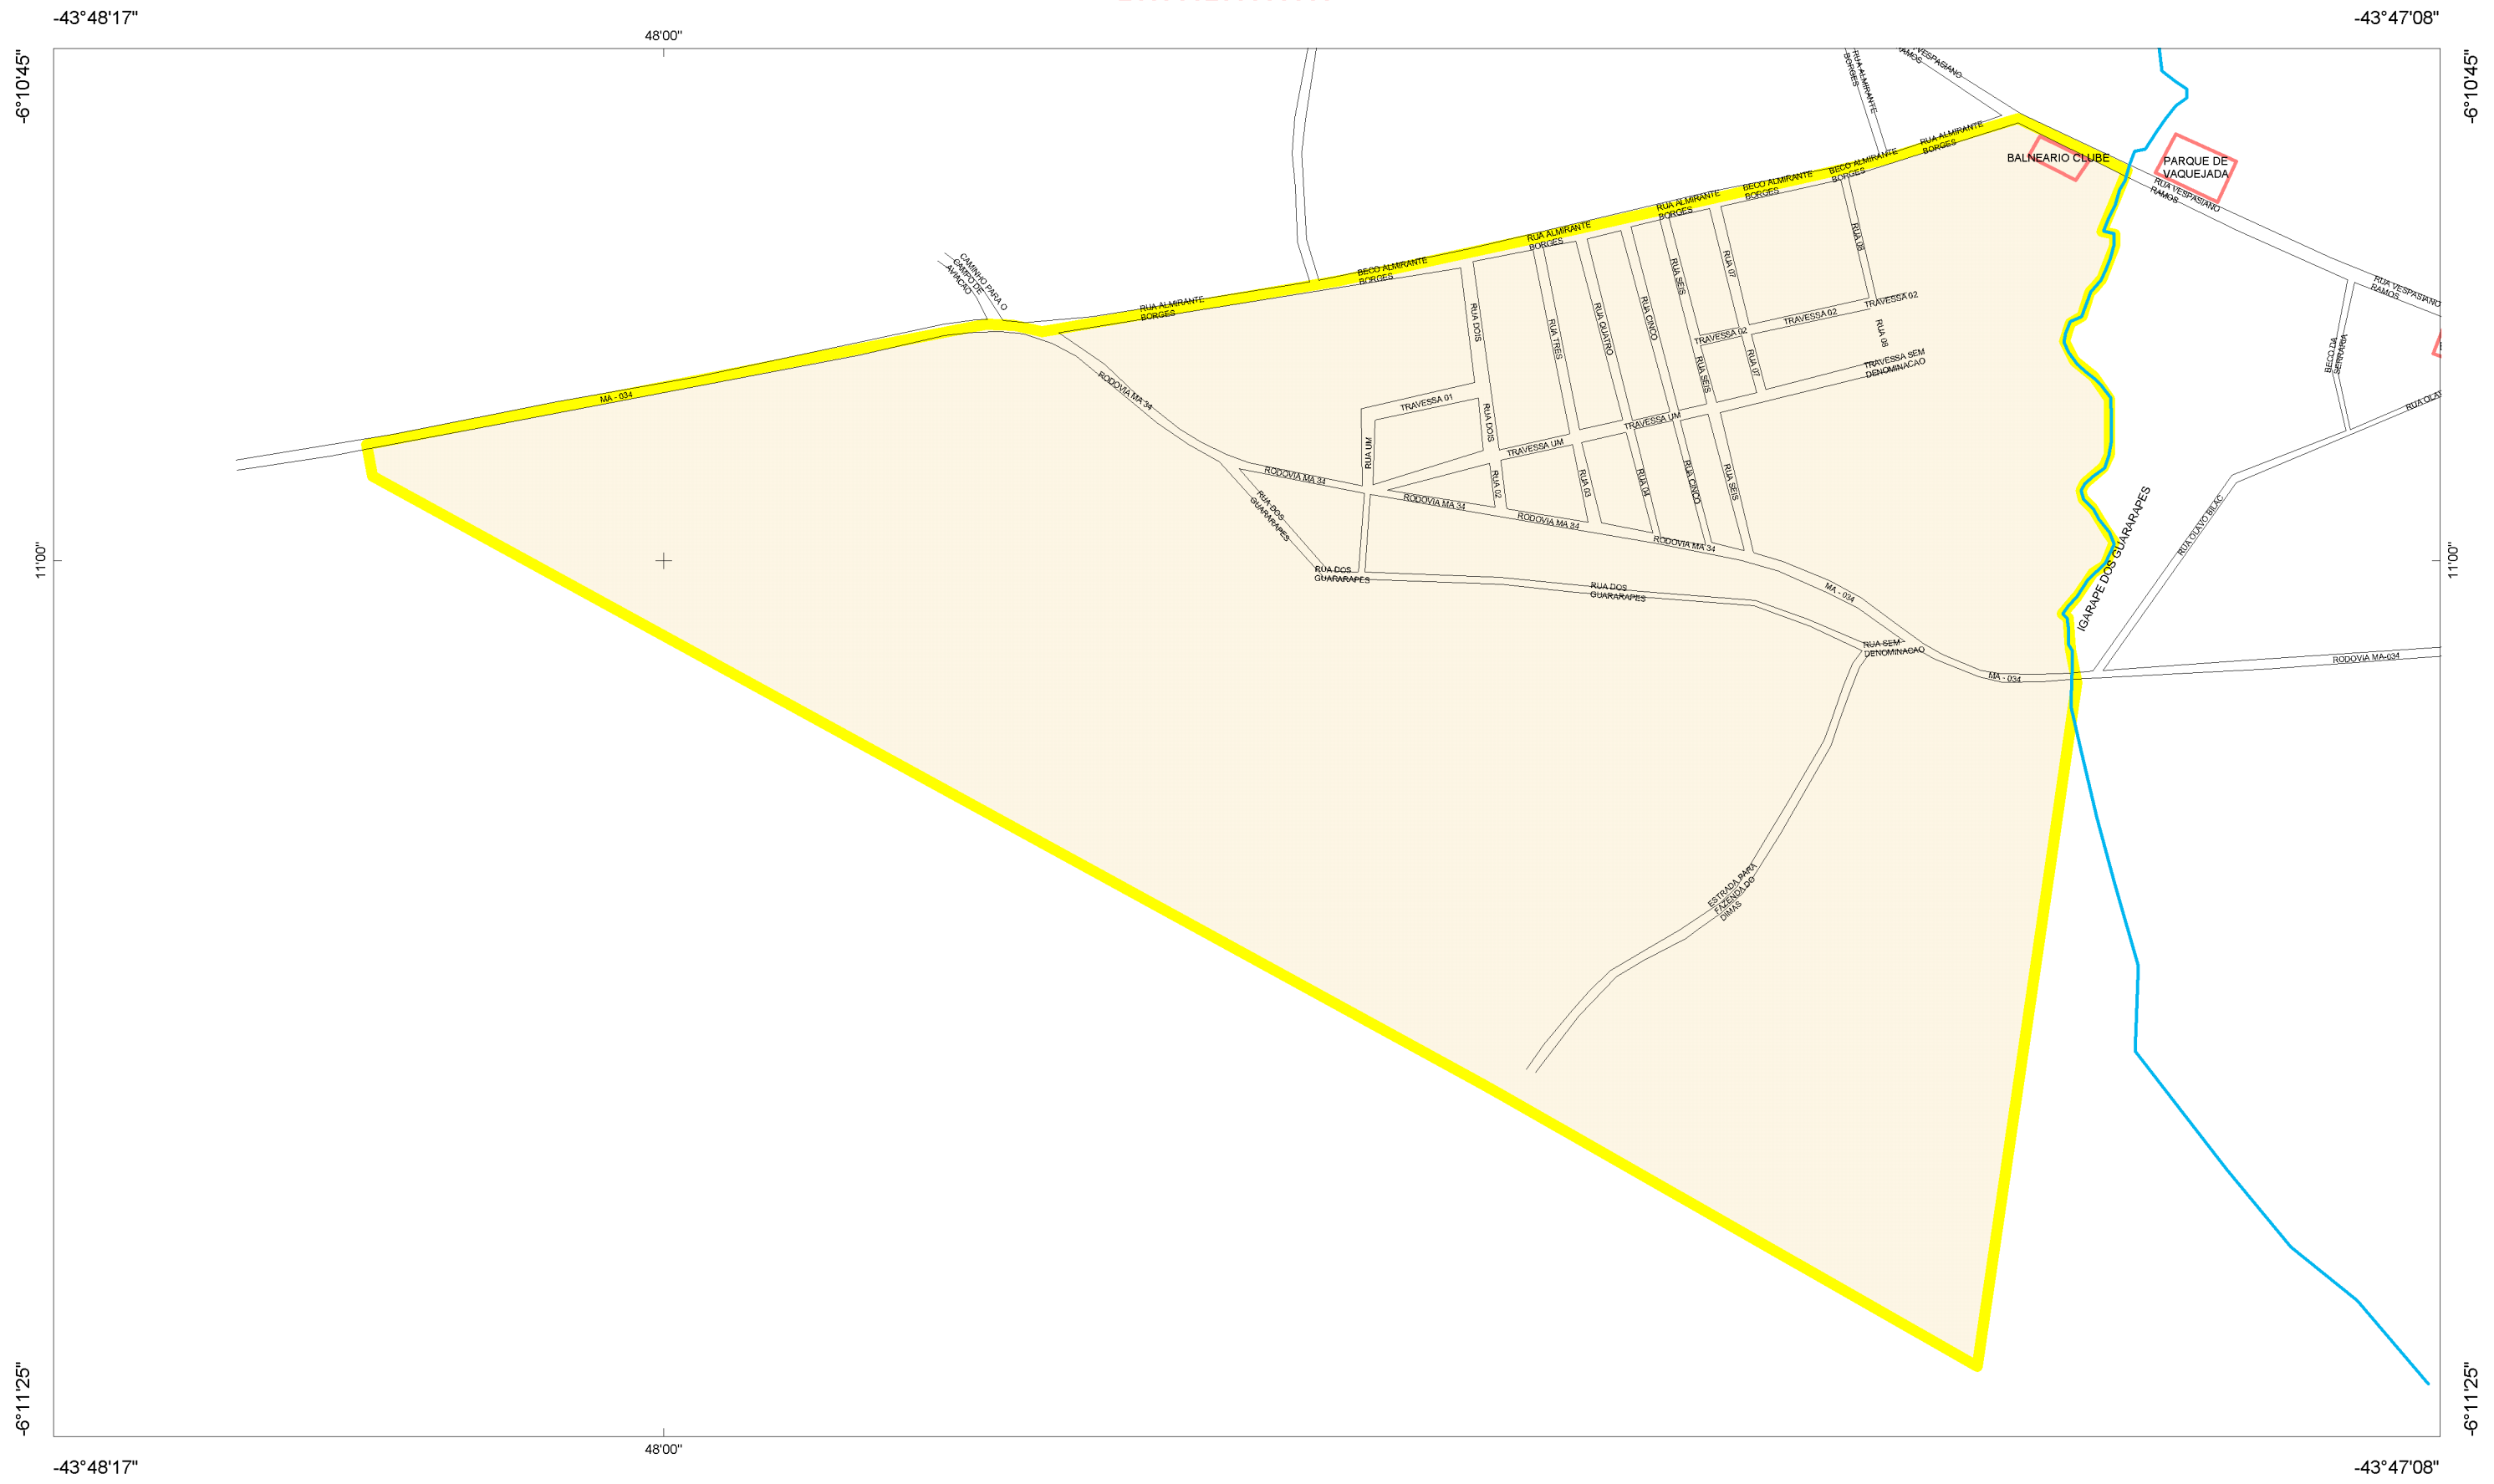 -43°48'17"
-43°47'08"
48'00"
-6°10'45"
-6°10'45"
RUA ALMIRANTE
BORGES
VESPASIANO
RAMOS
RUA ALMIRANTE
BORGES
BALNEARIO CLUBE
PARQUE DE
VAQUEJADA
BECO ALMIRANTE
BORGES
BECO ALMIRANTE
BORGES
RUA VESPASIANO
RAMOS
RUA ALMIRANTE
BORGES
RUA ALMIRANTE
BORGES
BECO ALMIRANTE
BORGES
CAMINHO PARA O
CAMPO DE
AVIACAO
RUA ALMIRANTE
BORGES
RUA 08
RUA 07
RUA SEIS
RUA VESPASIANO
RAMOS
TRAVESSA 02
TRAVESSA 02
TRAVESSA 02
RUA DOIS
RUA TRES
RUA QUATRO
RUA CINCO
RUA 08
BECO DA
SERRARIA
TRAVESSA SEM
DENOMINACAO
RUA 07
RUA SEIS
MA - 034
RODOVIA MA 34
TRAVESSA 01
RUA DOIS
TRAVESSA UM
RUA OLA
RUA UM
TRAVESSA UM
RODOVIA MA 34
RUA 02
RUA 03
RUA 04
RUA CINCO
RUA SEIS
RODOVIA MA 34
RUA DOS
GUARARAPES
RODOVIA MA 34
RODOVIA MA 34
RUA OLAVO BILAC
IGARAPE DOS GUARARAPES
11'00"
11'00"
RUA DOS
GUARARAPES
RUA DOS
GUARARAPES
MA - 034
RUA SEM
DENOMINACAO
RODOVIA MA-034
MA - 034
ESTRADA PARA
FAZENDA DO
DIMAS
-6°11'25"
-6°11'25"
48'00"
-43°48'17"
-43°47'08"